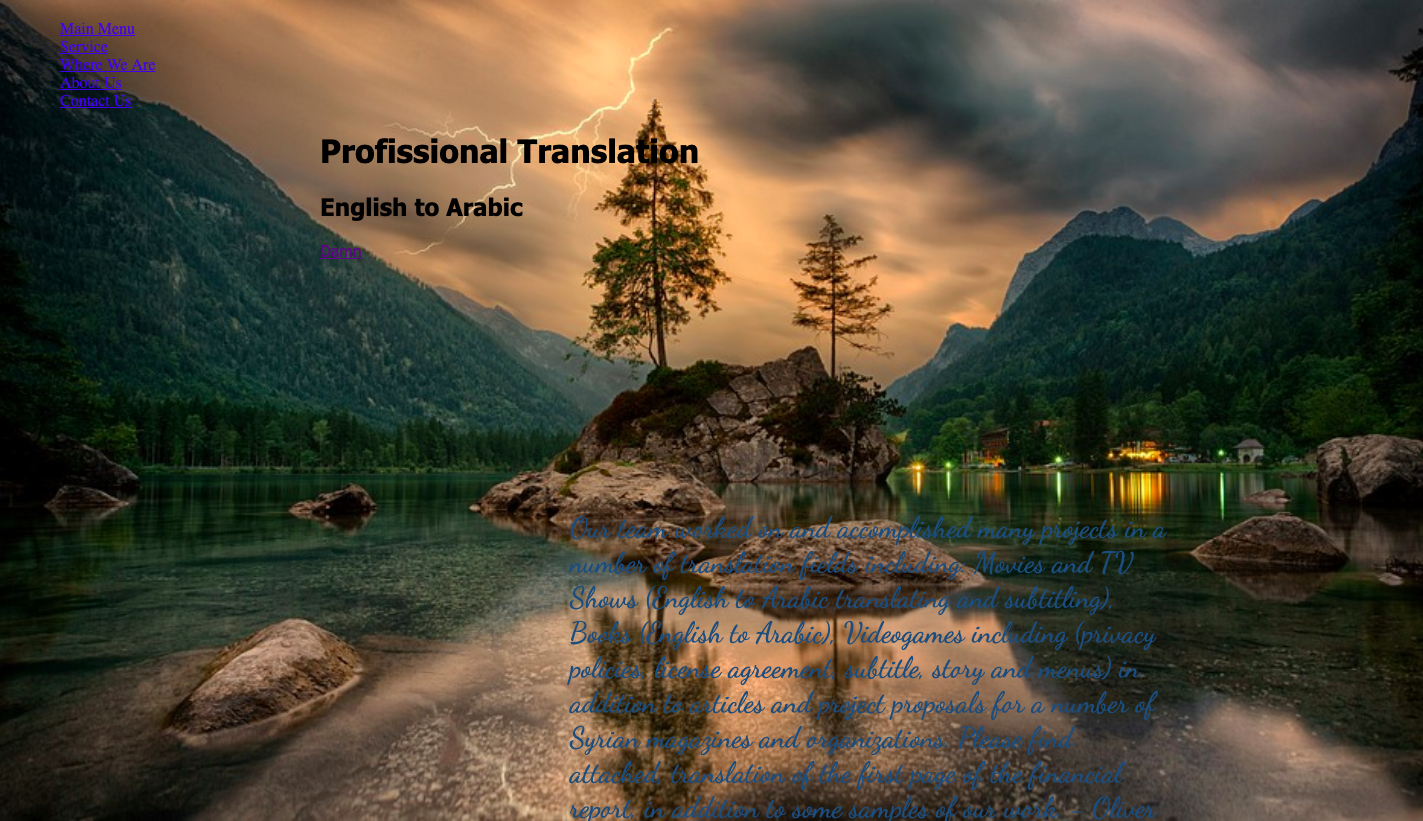 Main Menu
Service
Where We Are
About Us
Contact Us
Profissional Translation
English to Arabic
Our team worked on and accomplished many projects in a
number of translation fields including: Movies and TV
Shows (English to Arabic translating and subtitling),
Books (English to Arabic), Videogames including (privacy
policies, license agreement, subtitle, story and menus) in
addition to articles and project proposals for a number of
Syrian magazines and organizations. Please find
attached, translation of the first page of the financial
report, in addition to some samples of our work. - Oliver